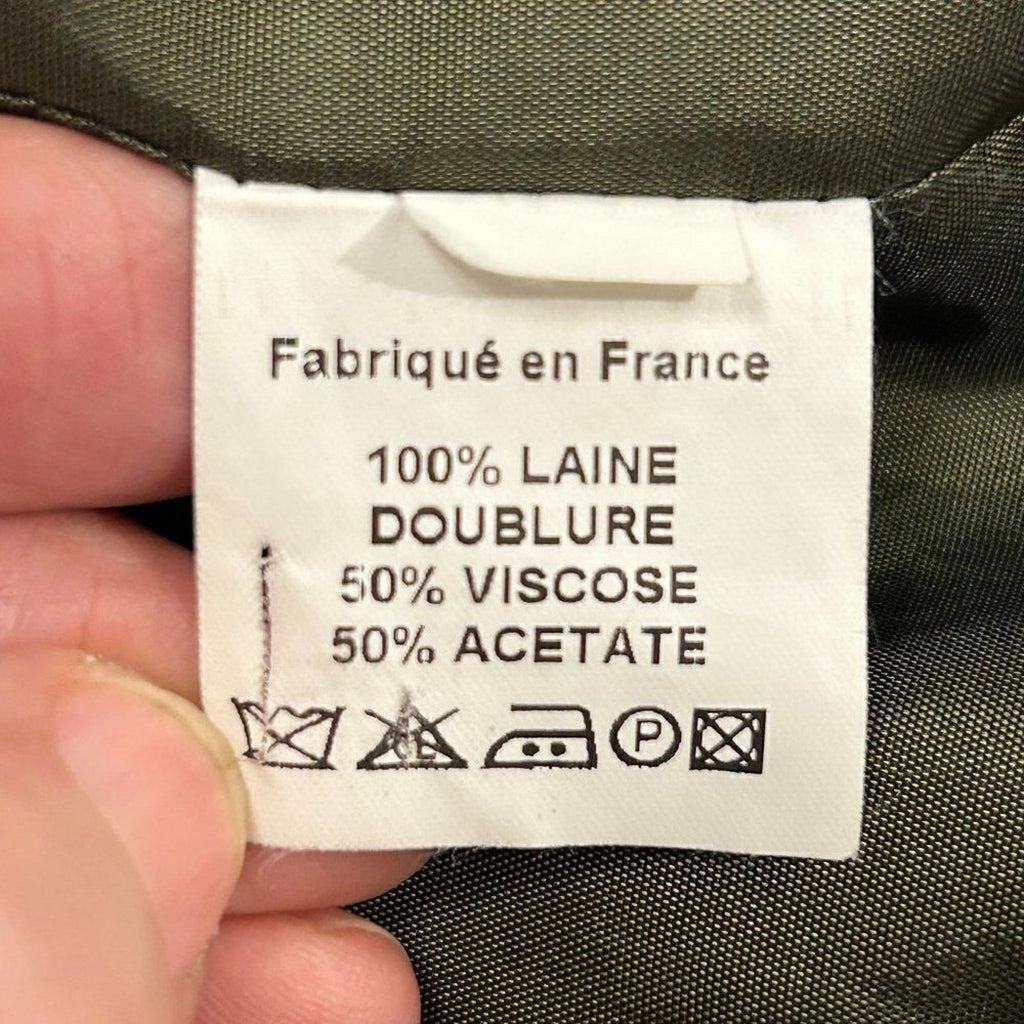 Fabriqué en France
100% LAINE
DOUBLURE
50% VISCOSE
50% ACETATE
P